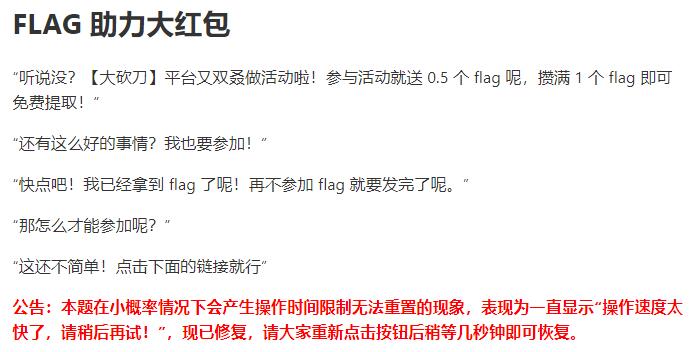 FLAG 助力大红包
“听说没？【大砍刀】平台又双叒做活动啦！参与活动就送 0.5 个 flag 呢，攒满 1 个 flag 即可
免费提取！”
“还有这么好的事情？我也要参加！”
“快点吧！我已经拿到 flag 了呢！再不参加 flag 就要发完了呢。”
“那怎么才能参加呢？”
“这还不简单！点击下面的链接就行”
公告：本题在小概率情况下会产生操作时间限制无法重置的现象，表现为一直显示“操作速度太
快了，请稍后再试！”，现已修复，请大家重新点击按钮后稍等几秒钟即可恢复。